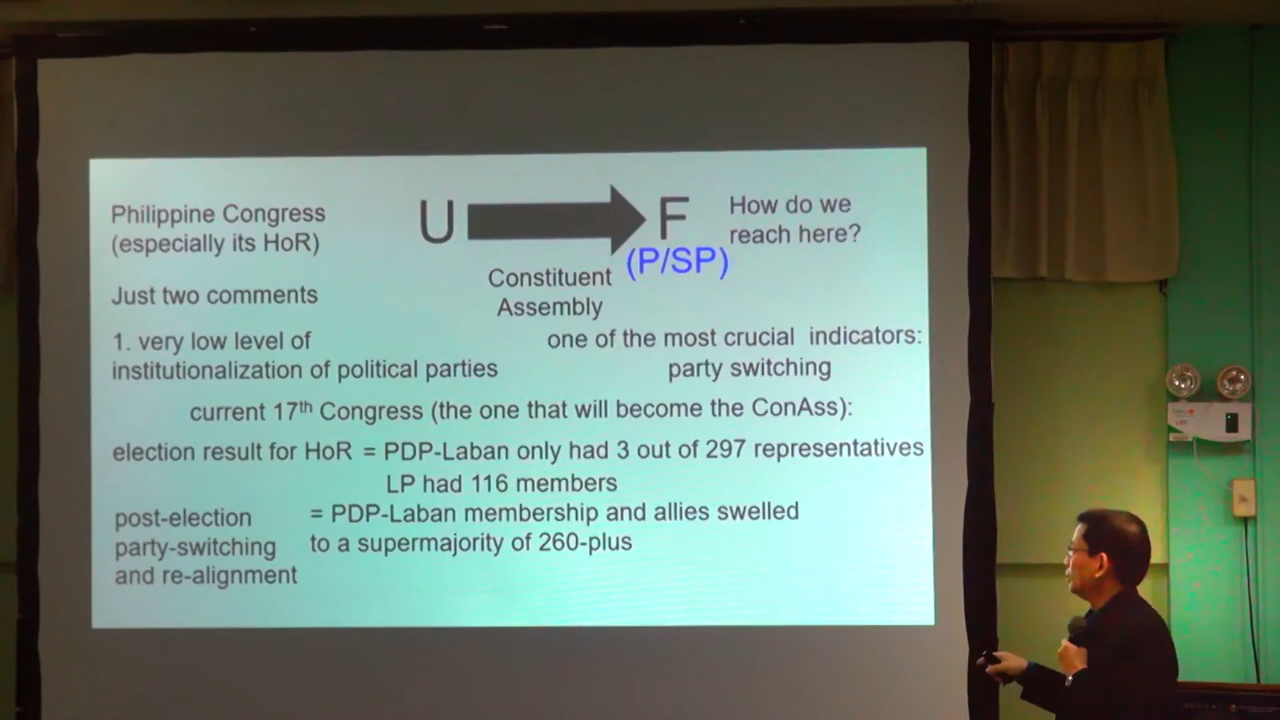 Philippine Congress
(especially its HoR)
U
F
(P/SP)
How do we
reach here?
Constituent
Assembly
Just two comments
1. very low level of
institutionalization of political parties
one of the most crucial indicators:
party switching
current 17th Congress (the one that will become the ConAss):
election result for HoR = PDP-Laban only had 3 out of 297 representatives
LP had 116 members
post-election
party-switching
and re-alignment
= PDP-Laban membership and allies swelled
to a supermajority of 260-plus